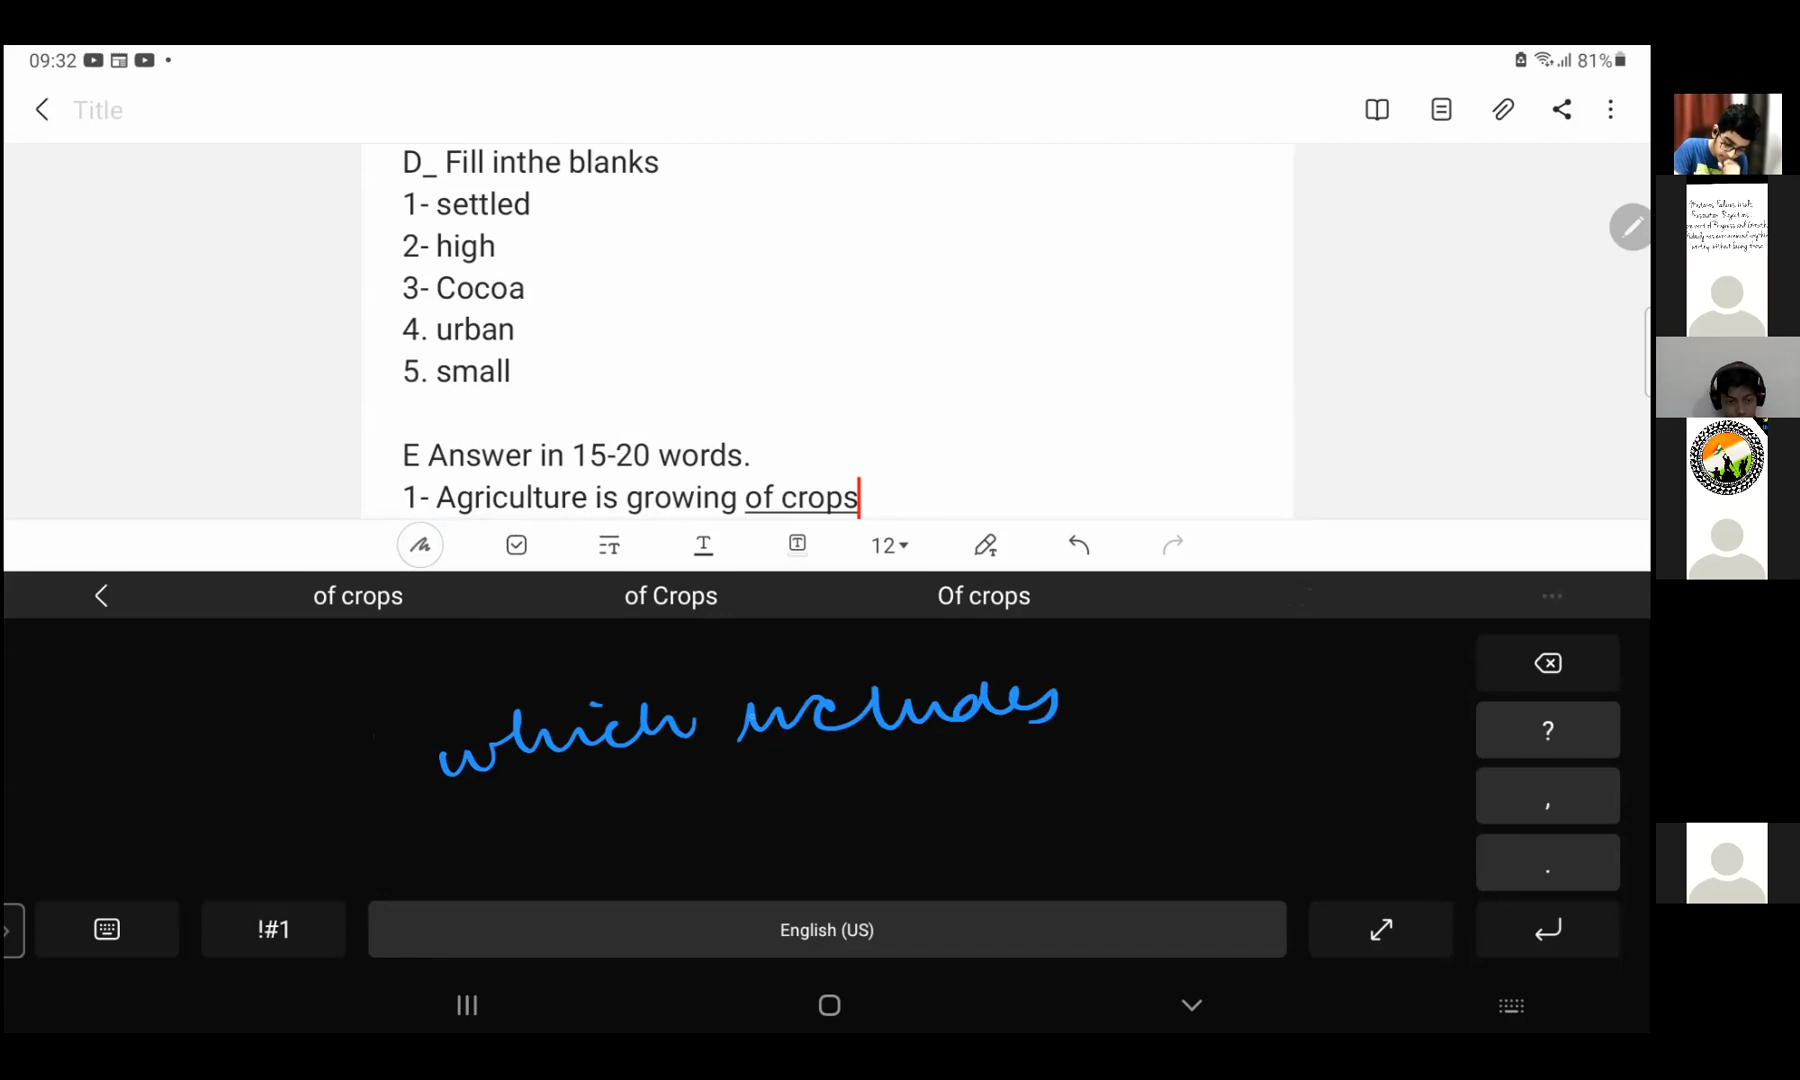 09:32
81%
Title
D_ Fill inthe blanks
1- settled
2- high
3- Cocoa
4. urban
5. small
E Answer in 15-20 words.
1- Agriculture is growing of crops
12
of crops
of Crops
Of crops
which includes
?
,
.
!#1
English (US)